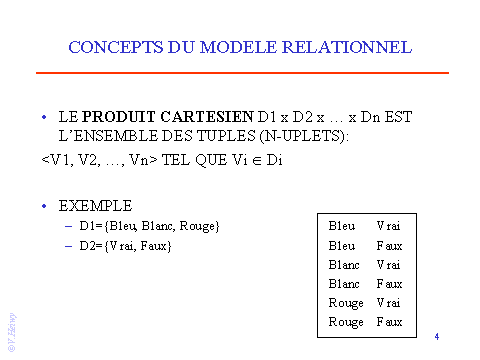 CONCEPTS DU MODELE RELATIONNEL
• LE PRODUIT CARTESIEN D1 x D2 x … x Dn EST
L’ENSEMBLE DES TUPLES (N-UPLETS):
<V1, V2, …, Vn> TEL QUE Vi ∈ Di
• EXEMPLE
– D1={Bleu, Blanc, Rouge}
– D2={Vrai, Faux}
Bleu Vrai
Bleu Faux
Blanc Vrai
Blanc Faux
Rouge Vrai
Rouge Faux
4